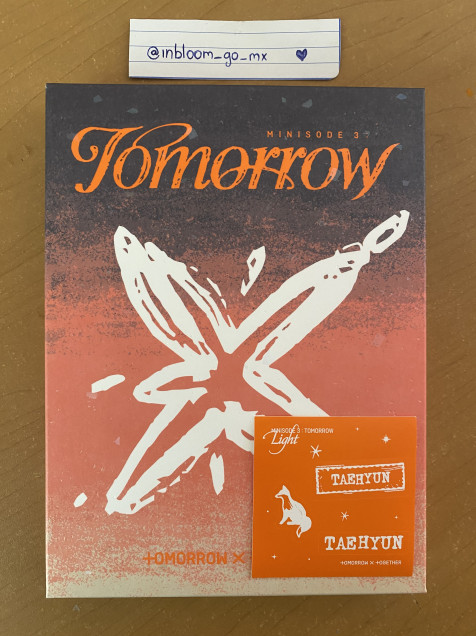 @inbloom_go_mx
MINISODE 3
Tomorrow
MINISODE 3 TOMORROW
Light
TAEHYUN
TAEHYUN
TOMORROW X TOGETHER
TOMORROW X